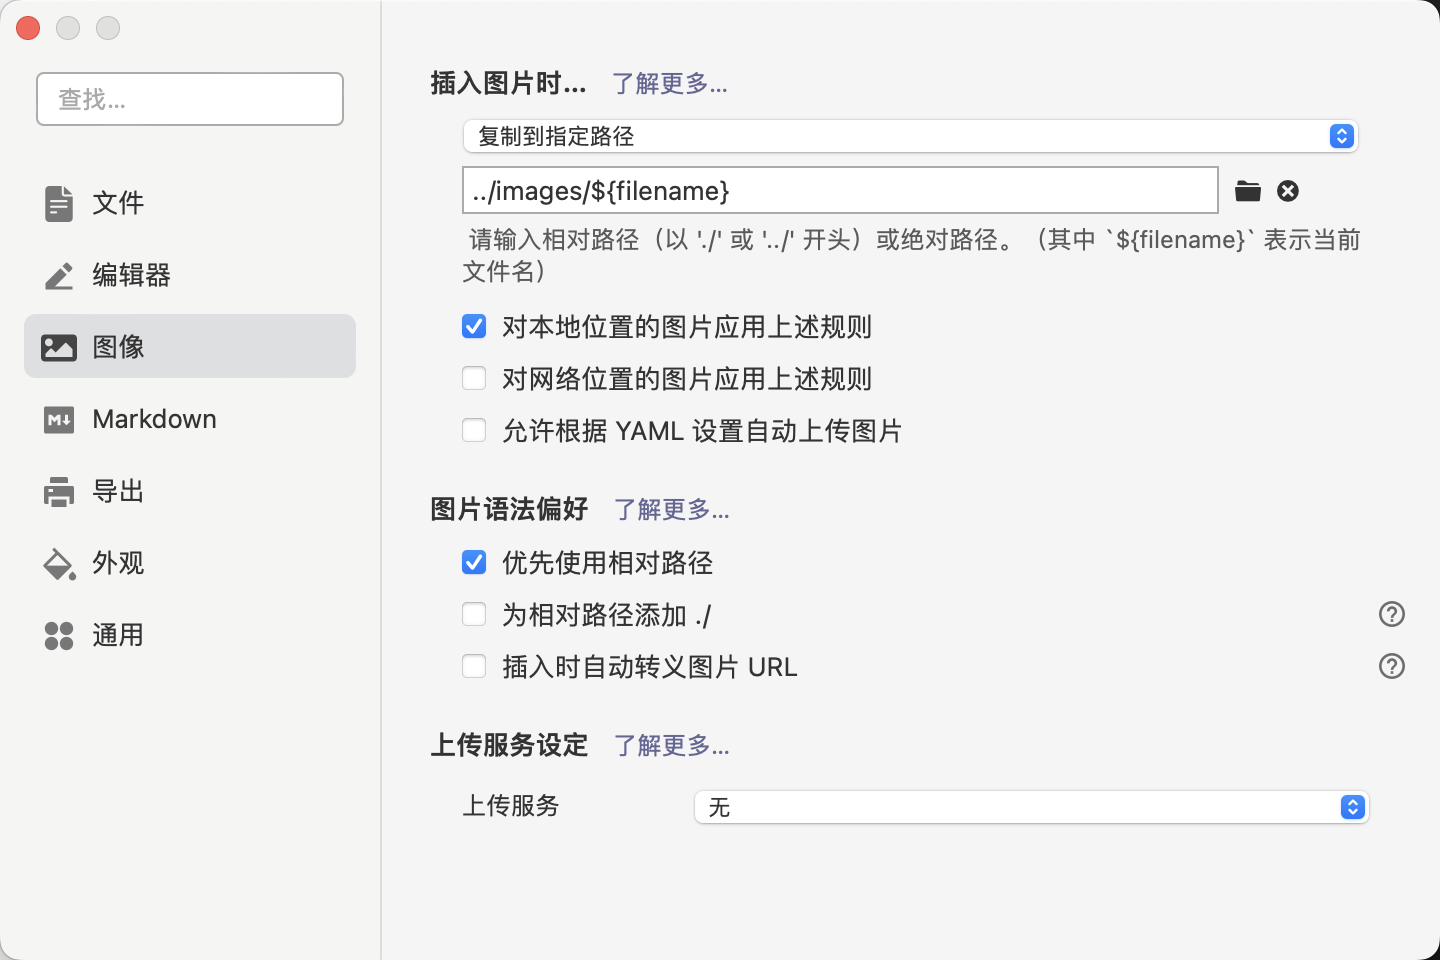 查找...
文件
编辑器
图像
Markdown
导出
外观
通用
插入图片时... 了解更多...
复制到指定路径
../images/${filename}
请输入相对路径（以 './' 或 '../' 开头）或绝对路径。（其中 `${filename}` 表示当前
文件名）
对本地位置的图片应用上述规则
对网络位置的图片应用上述规则
允许根据 YAML 设置自动上传图片
图片语法偏好 了解更多...
优先使用相对路径
为相对路径添加 ./
插入时自动转义图片 URL
上传服务设定 了解更多...
上传服务 无